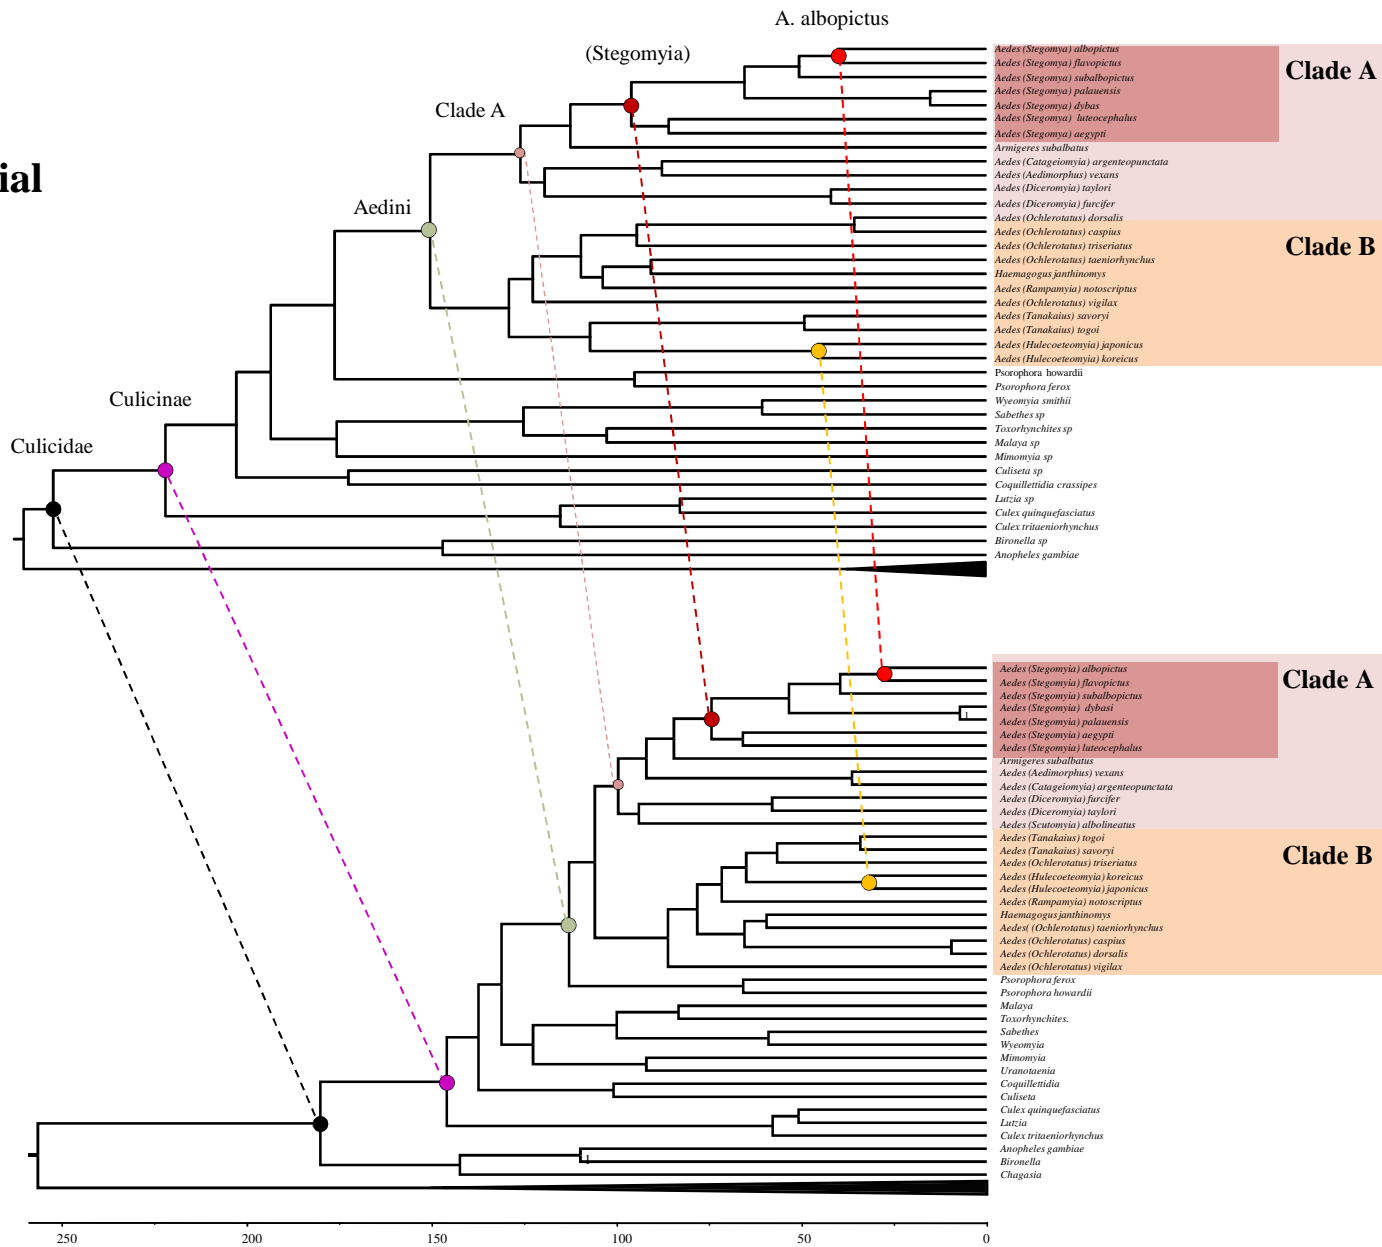 A. albopictus
(Stegomyia)
Clade A
Aedini
Culicinae
Culicidae
ial
Aedes (Stegomya) albopictus
Aedes (Stegomya) flavopictus
Aedes (Stegomya) subalbopictus
Aedes (Stegomya) palauensis
Aedes (Stegomya) dybas
Aedes (Stegomya) luteocephalus
Aedes (Stegomya) aegypti
Armigeres subalbatus
Aedes (Catageiomyia) argenteopunctata
Aedes (Aedimorphus) vexans
Aedes (Diceromyia) taylori
Aedes (Diceromyia) furcifer
Aedes (Ochlerotatus) dorsalis
Aedes (Ochlerotatus) caspius
Aedes (Ochlerotatus) triseriatus
Aedes (Ochlerotatus) taeniorhynchus
Haemagogus janthinomys
Aedes (Rampamyia) notoscriptus
Aedes (Ochlerotatus) vigilax
Aedes (Tanakaius) savoryi
Aedes (Tanakaius) togoi
Aedes (Hulecoeteomyia) japonicus
Aedes (Hulecoeteomyia) koreicus
Psorophora howardii
Psorophora ferox
Wyeomyia smithii
Sabethes sp
Toxorhynchites sp
Malaya sp
Mimomyia sp
Culiseta sp
Coquillettidia crassipes
Lutzia sp
Culex quinquefasciatus
Culex tritaeniorhynchus
Bironella sp
Anopheles gambiae
Clade A
Clade B
Aedes (Stegomyia) albopictus
Aedes (Stegomyia) flavopictus
Aedes (Stegomyia) subalbopictus
Aedes (Stegomyia) dybasi
Aedes (Stegomyia) palauensis
Aedes (Stegomyia) aegypti
Aedes (Stegomyia) luteocephalus
Armigeres subalbatus
Aedes (Aedimorphus) vexans
Aedes (Catageiomyia) argenteopunctata
Aedes (Diceromyia) furcifer
Aedes (Diceromyia) taylori
Aedes (Scutomyia) albolineatus
Aedes (Tanakaius) togoi
Aedes (Tanakaius) savoryi
Aedes (Ochlerotatus) triseriatus
Aedes (Hulecoeteomyia) koreicus
Aedes (Hulecoeteomyia) japonicus
Aedes (Rampamyia) notoscriptus
Haemagogus janthinomys
Aedes( (Ochlerotatus) taeniorhynchus
Aedes (Ochlerotatus) caspius
Aedes (Ochlerotatus) dorsalis
Aedes (Ochlerotatus) vigilax
Psorophora ferox
Psorophora howardii
Malaya
Toxorhynchites.
Sabethes
Wyeomyia
Mimomyia
Uranotaenia
Coquillettidia
Culiseta
Culex quinquefasciatus
Lutzia
Culex tritaeniorhynchus
Anopheles gambiae
Bironella
Chagasia
Clade A
Clade B
1
1
250 200 150 100 50 0